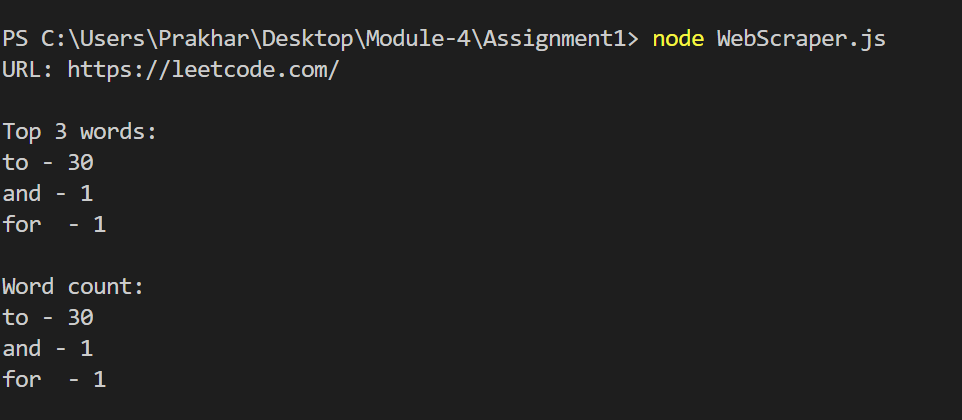 PS C:\Users\Prakhar\Desktop\Module-4\Assignment1> node WebScraper.js
URL: https://leetcode.com/
Top 3 words:
to - 30
and - 1
for  - 1
Word count:
to - 30
and - 1
for  - 1